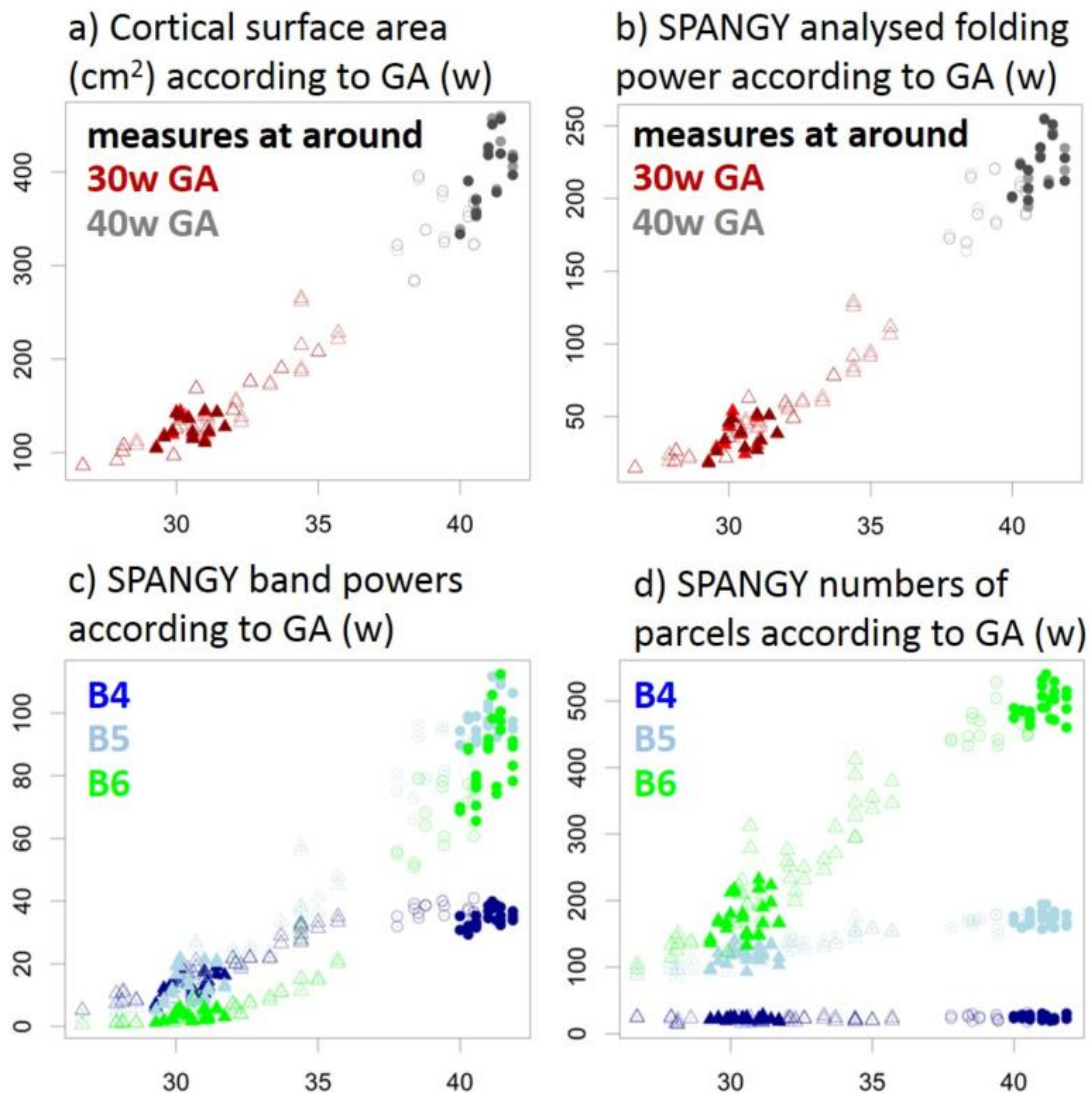 a) Cortical surface area
(cm²) according to GA (w)
measures at around
30w GA
40w GA
400
300
200
100
30 35 40
b) SPANGY analysed folding
power according to GA (w)
measures at around
30w GA
40w GA
250
200
150
100
50
30 35 40
c) SPANGY band powers
according to GA (w)
B4
B5
B6
100
80
60
40
20
0
30 35 40
d) SPANGY numbers of
parcels according to GA (w)
B4
B5
B6
500
400
300
200
100
0
30 35 40